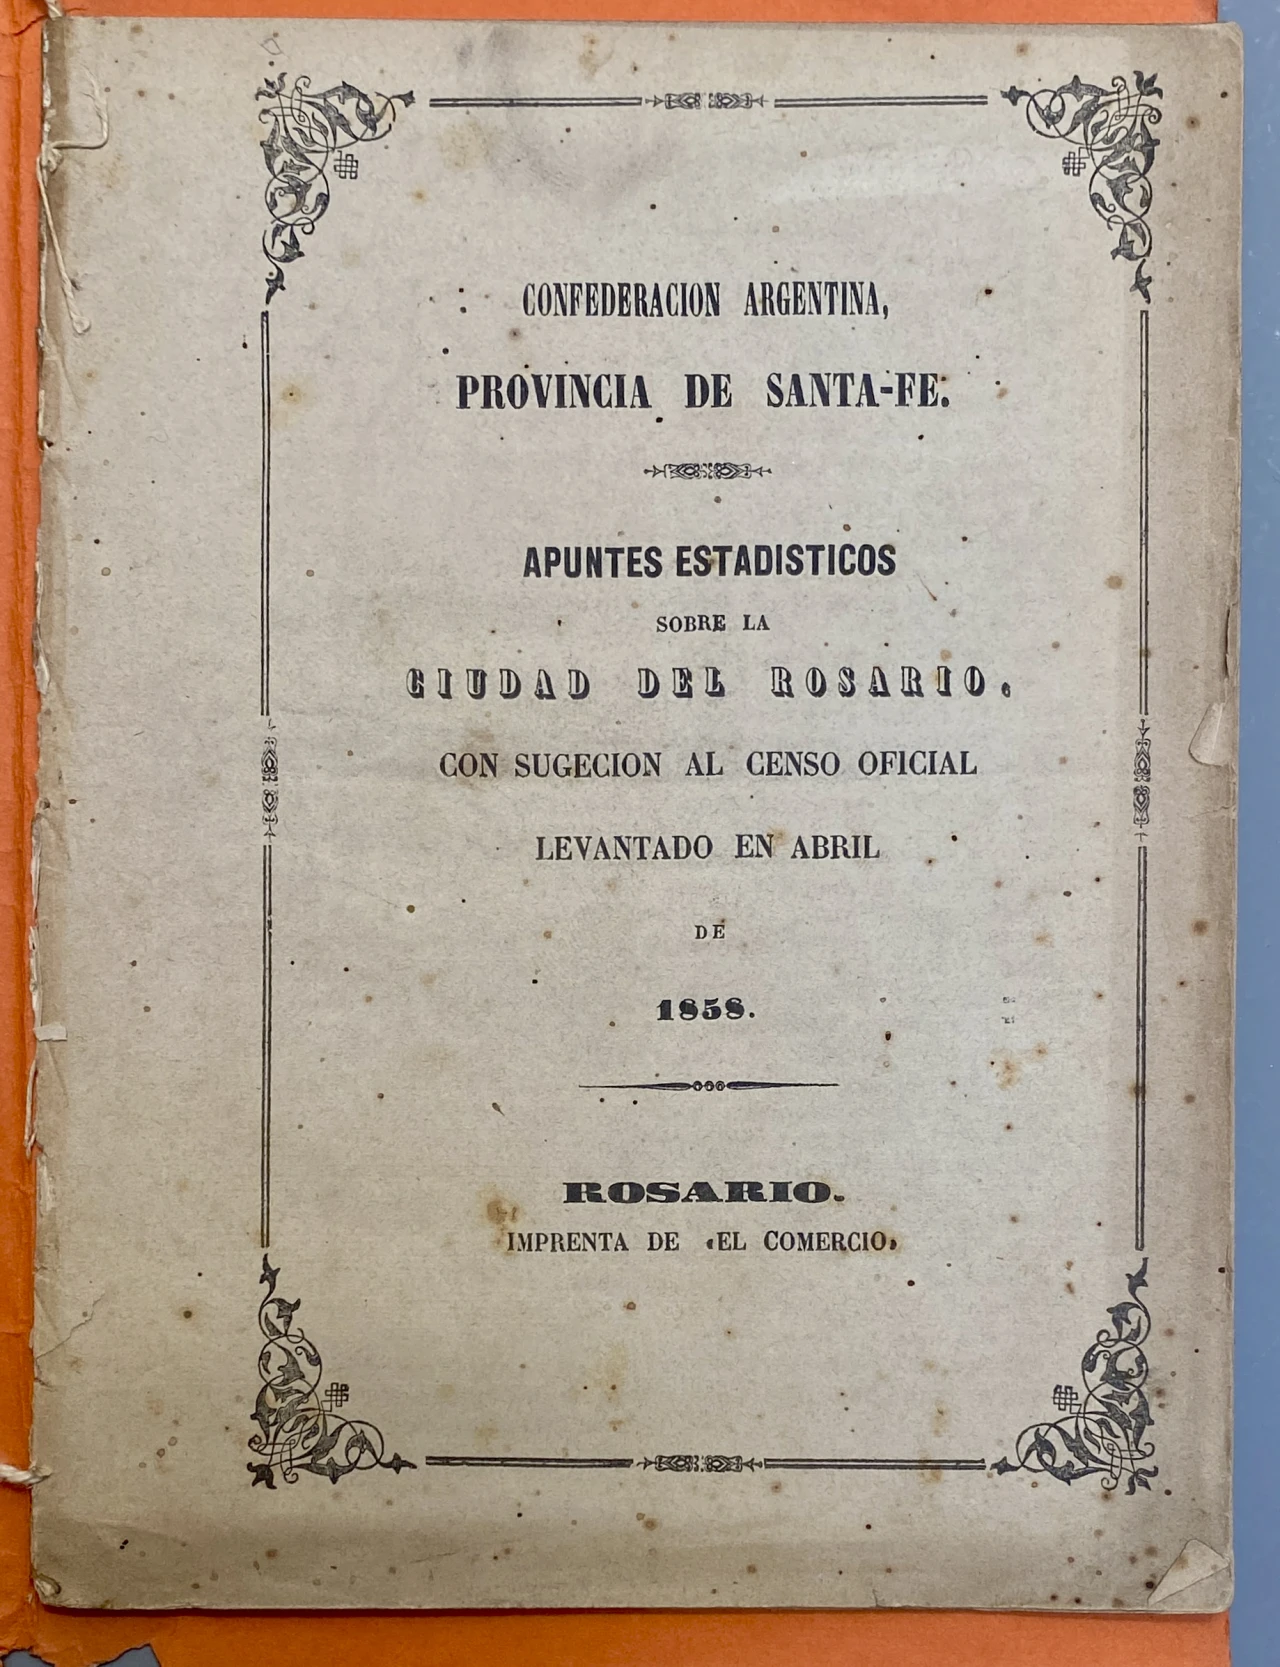 CONFEDERACION ARGENTINA,
PROVINCIA DE SANTA-FE.
APUNTES ESTADISTICOS
SOBRE LA
CIUDAD DEL ROSARIO.
CON SUGECION AL CENSO OFICIAL
LEVANTADO EN ABRIL
DE
1858.
ROSARIO.
IMPRENTA DE «EL COMERCIO»